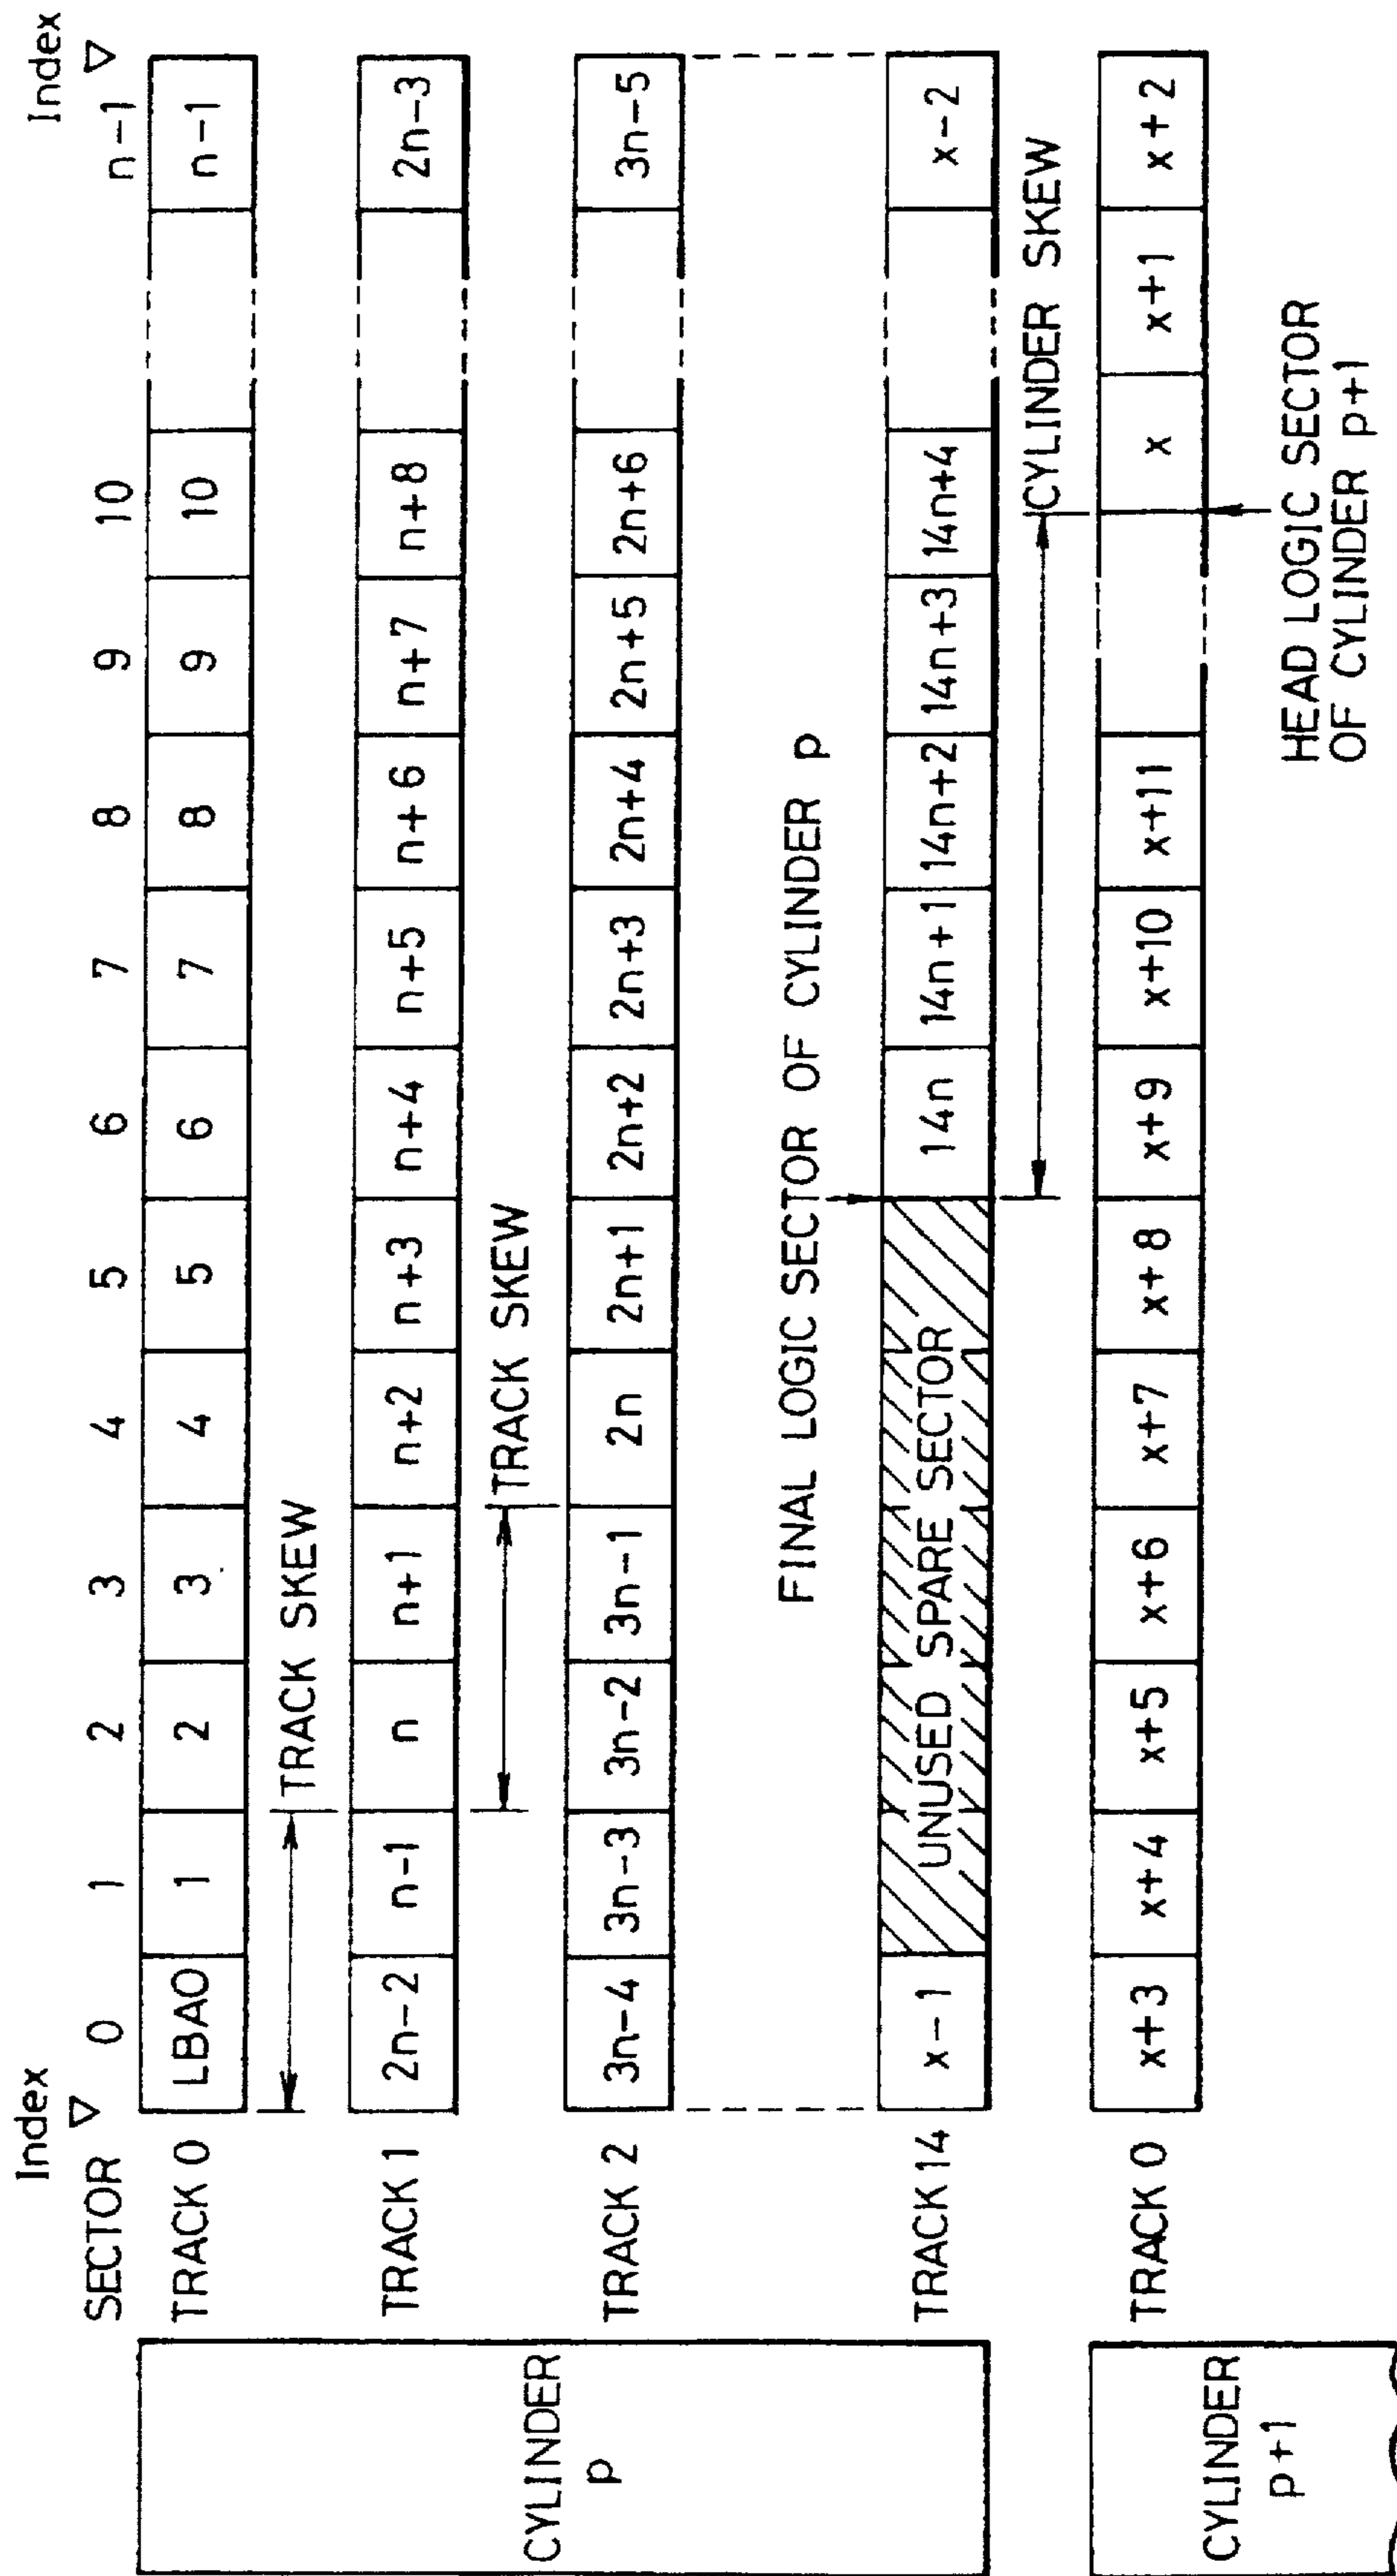 Index
Index
SECTOR 0 1 2 3 4 5 6 7 8 9 10 n-1
TRACK 0 LBA0 1 2 3 4 5 6 7 8 9 10 n-1
TRACK SKEW
TRACK 1 2n-2 n-1 n n+1 n+2 n+3 n+4 n+5 n+6 n+7 n+8 2n-3
TRACK SKEW
TRACK 2 3n-4 3n-3 3n-2 3n-1 2n 2n+1 2n+2 2n+3 2n+4 2n+5 2n+6 3n-5
CYLINDER
p
FINAL LOGIC SECTOR OF CYLINDER p
TRACK 14 x-1 UNUSED SPARE SECTOR 14n 14n+1 14n+2 14n+3 14n+4 x-2
CYLINDER SKEW
TRACK 0 x+3 x+4 x+5 x+6 x+7 x+8 x+9 x+10 x+11 x x+1 x+2
CYLINDER
p+1
HEAD LOGIC SECTOR
OF CYLINDER p+1